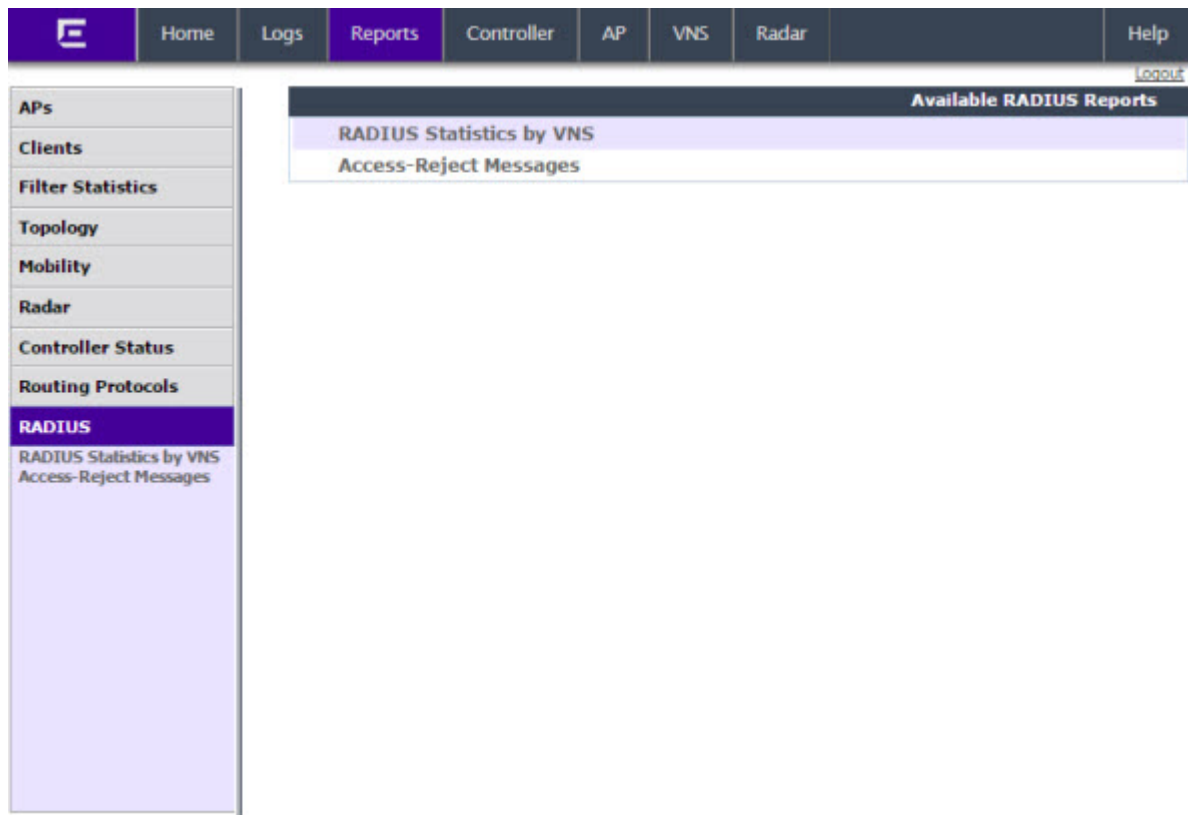 Home Logs Reports Controller AP VNS Radar Help
Logout
APs
Clients
Filter Statistics
Topology
Mobility
Radar
Controller Status
Routing Protocols
RADIUS
RADIUS Statistics by VNS
Access-Reject Messages
Available RADIUS Reports
RADIUS Statistics by VNS
Access-Reject Messages